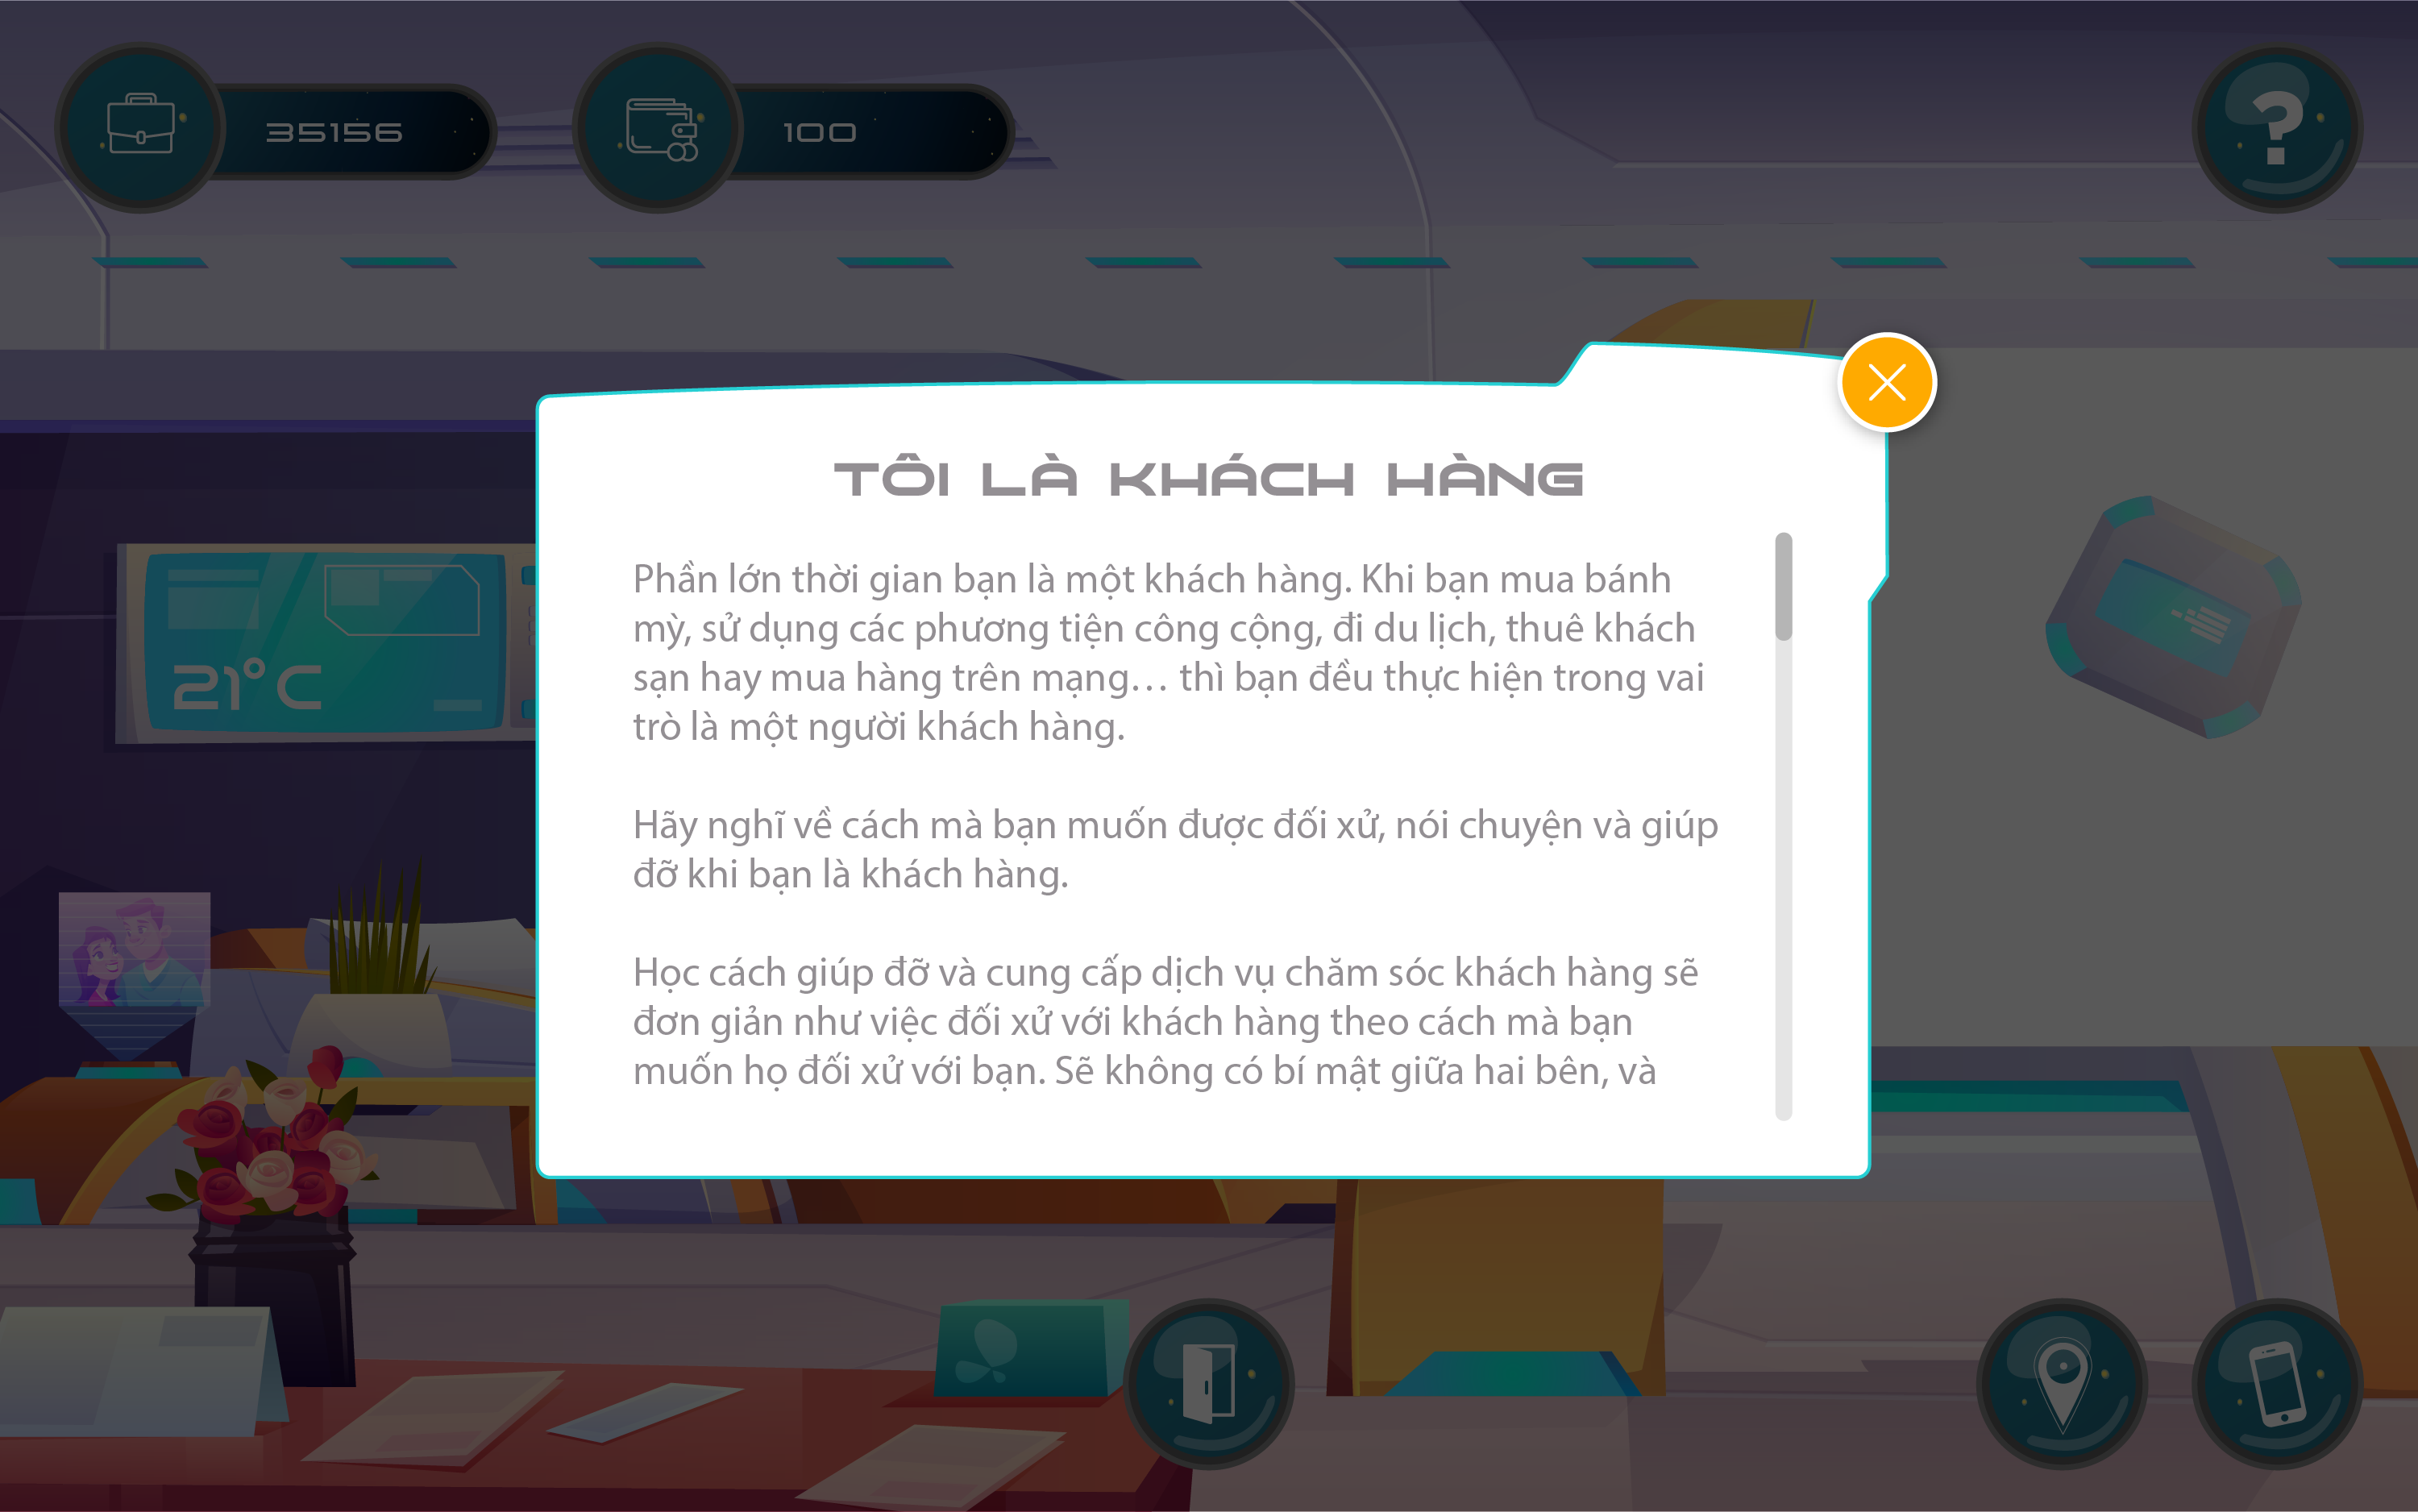 35156
100
TÔI LÀ KHÁCH HÀNG
Phần lớn thời gian bạn là một khách hàng. Khi bạn mua bánh
mỳ, sử dụng các phương tiện công cộng, đi du lịch, thuê khách
sạn hay mua hàng trên mạng... thì bạn đều thực hiện trong vai
trò là một người khách hàng.
Hãy nghĩ về cách mà bạn muốn được đối xử, nói chuyện và giúp
đỡ khi bạn là khách hàng.
Học cách giúp đỡ và cung cấp dịch vụ chăm sóc khách hàng sẽ
đơn giản như việc đối xử với khách hàng theo cách mà bạn
muốn họ đối xử với bạn. Sẽ không có bí mật giữa hai bên, và
21°C